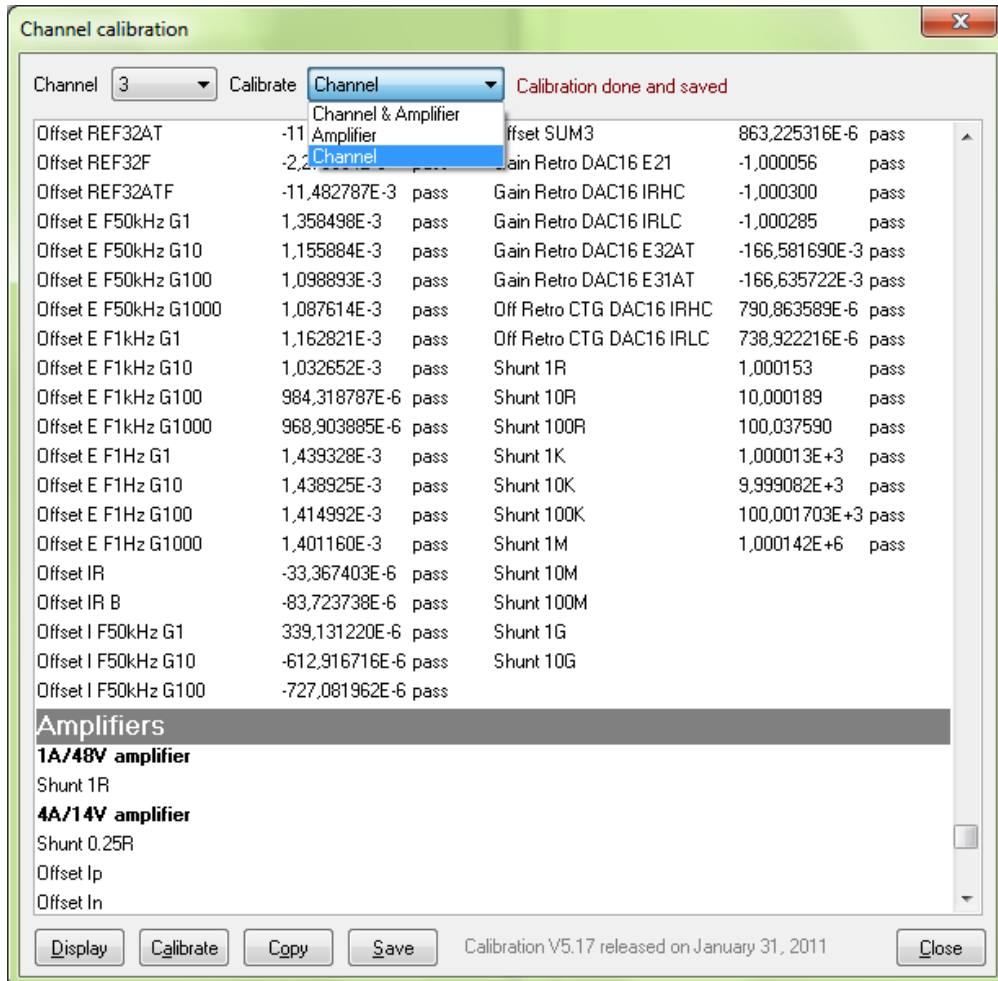 Channel calibration
Channel 3 Calibrate Channel Calibration done and saved
Channel & Amplifier
Amplifier
Channel
Offset REF32AT -11 ffset SUM3 863,225316E-6 pass
Offset REF32F Gain Retro DAC16 E21 -1,000056 pass
Offset REF32ATF -11,482787E-3 pass Gain Retro DAC16 IRHC -1,000300 pass
Offset E F50kHz G1 1,358498E-3 pass Gain Retro DAC16 IRLC -1,000285 pass
Offset E F50kHz G10 1,155884E-3 pass Gain Retro DAC16 E32AT -166,581690E-3 pass
Offset E F50kHz G100 1,098893E-3 pass Gain Retro DAC16 E31AT -166,635722E-3 pass
Offset E F50kHz G1000 1,087614E-3 pass Off Retro CTG DAC16 IRHC 790,863589E-6 pass
Offset E F1kHz G1 1,162821E-3 pass Off Retro CTG DAC16 IRLC 738,922216E-6 pass
Offset E F1kHz G10 1,032652E-3 pass Shunt 1R 1,000153 pass
Offset E F1kHz G100 984,318787E-6 pass Shunt 10R 10,000189 pass
Offset E F1kHz G1000 968,903885E-6 pass Shunt 100R 100,037590 pass
Offset E F1Hz G1 1,439328E-3 pass Shunt 1K 1,000013E+3 pass
Offset E F1Hz G10 1,438925E-3 pass Shunt 10K 9,999082E+3 pass
Offset E F1Hz G100 1,414992E-3 pass Shunt 100K 100,001703E+3 pass
Offset E F1Hz G1000 1,401160E-3 pass Shunt 1M 1,000142E+6 pass
Offset IR -33,367403E-6 pass Shunt 10M
Offset IR B -83,723738E-6 pass Shunt 100M
Offset I F50kHz G1 339,131220E-6 pass Shunt 1G
Offset I F50kHz G10 -612,916716E-6 pass Shunt 10G
Offset I F50kHz G100 -727,081962E-6 pass
Amplifiers
1A/48V amplifier
Shunt 1R
4A/14V amplifier
Shunt 0.25R
Offset Ip
Offset In
Display Calibrate Copy Save Calibration V5.17 released on January 31, 2011 Close